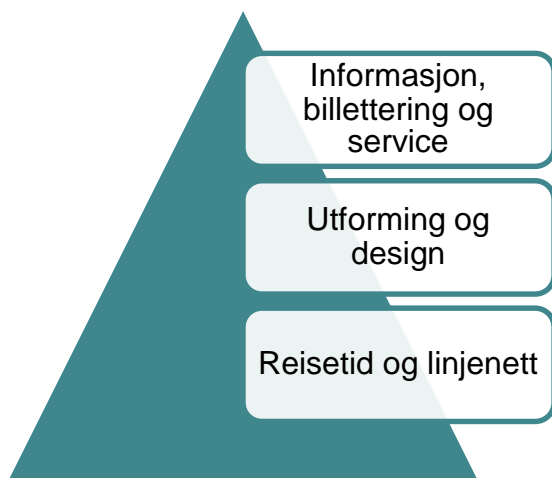 Informasjon,
billettering og
service
Utforming og
design
Reisetid og linjenett